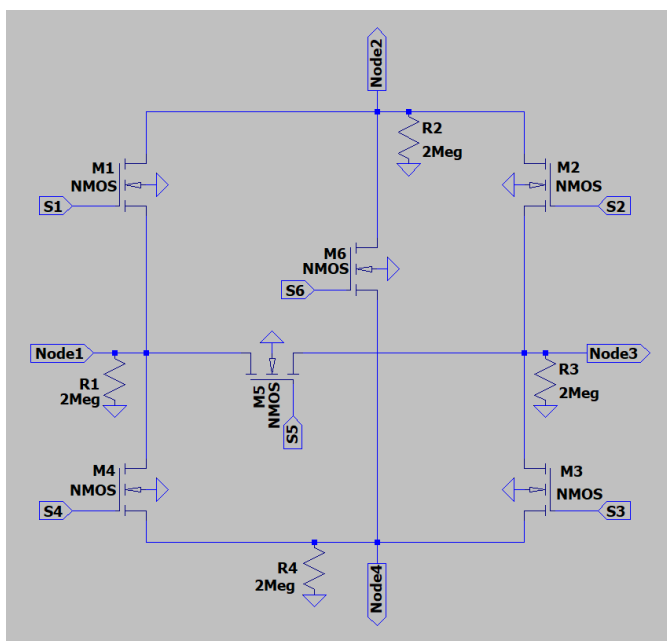 Node2
R2
2Meg
M1
NMOS
S1
M2
NMOS
S2
M6
NMOS
S6
Node1
R1
2Meg
M5
NMOS
S5
Node3
R3
2Meg
M4
NMOS
S4
M3
NMOS
S3
R4
2Meg
Node4